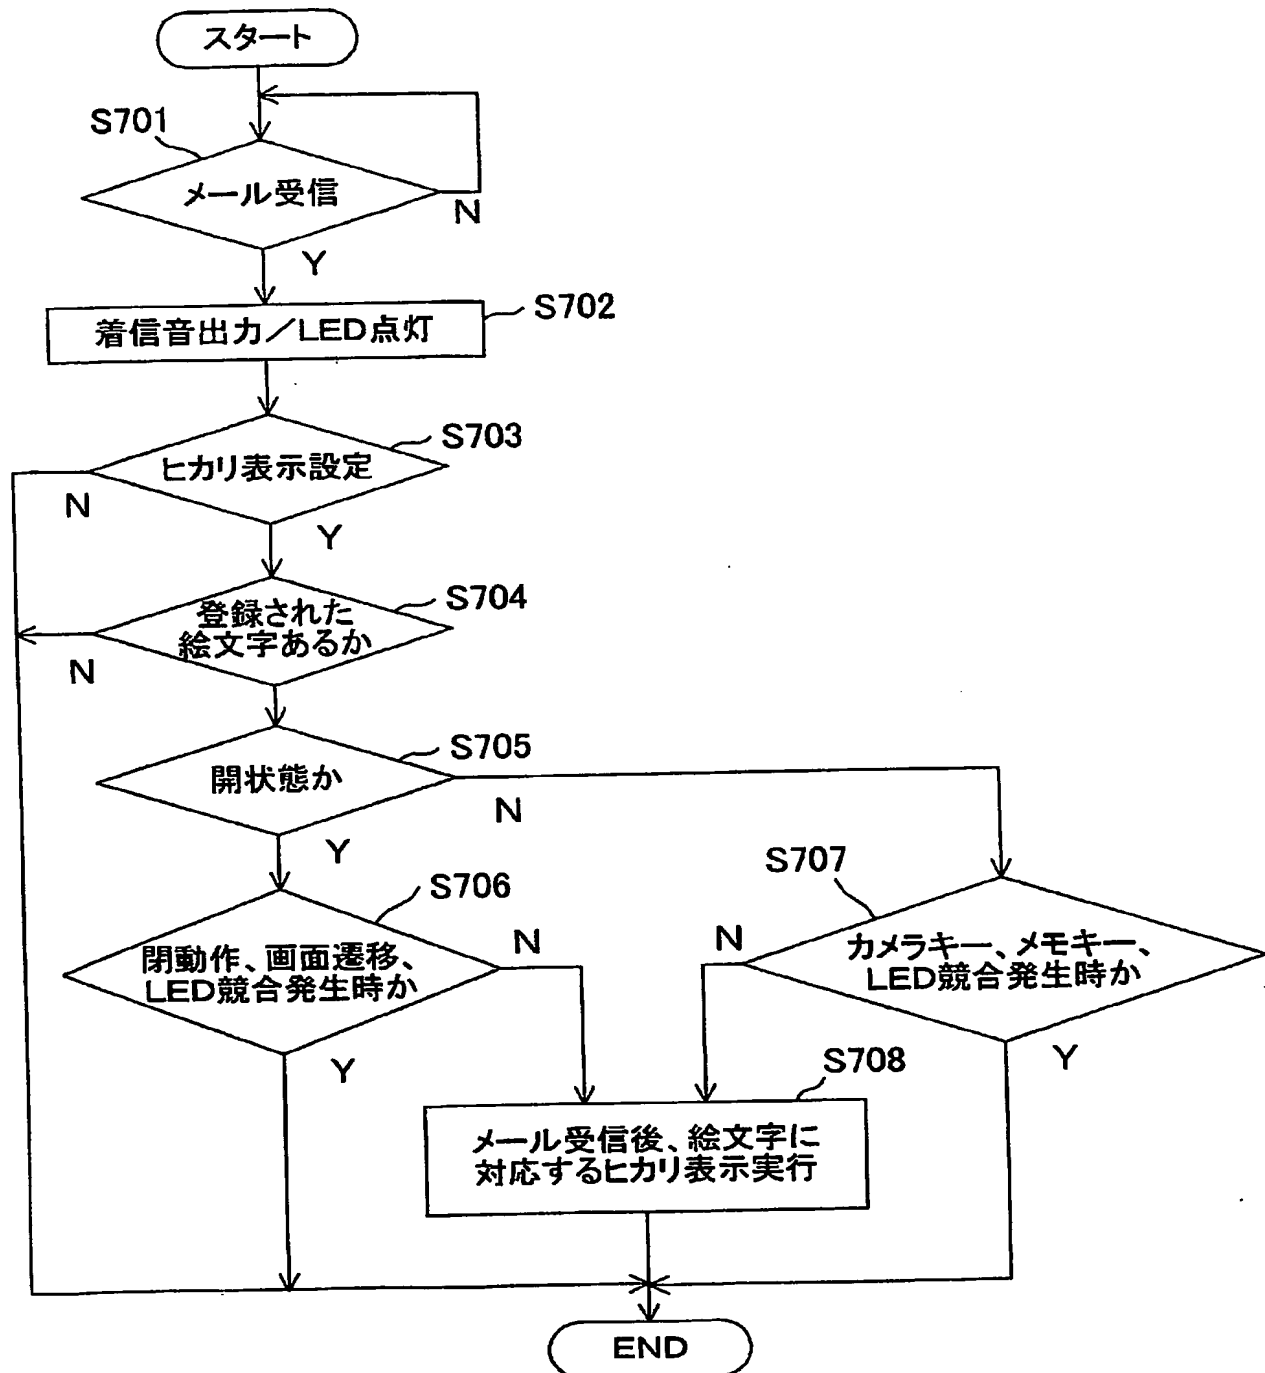 スタート
S701
メール受信
N
Y
S702
着信音出力／LED点灯
S703
ヒカリ表示設定
N
Y
S704
登録された
絵文字あるか
N
S705
開状態か
N
Y
S706
閉動作、画面遷移、
LED競合発生時か
N
Y
S707
カメラキー、メモキー、
LED競合発生時か
N
Y
S708
メール受信後、絵文字に
対応するヒカリ表示実行
END